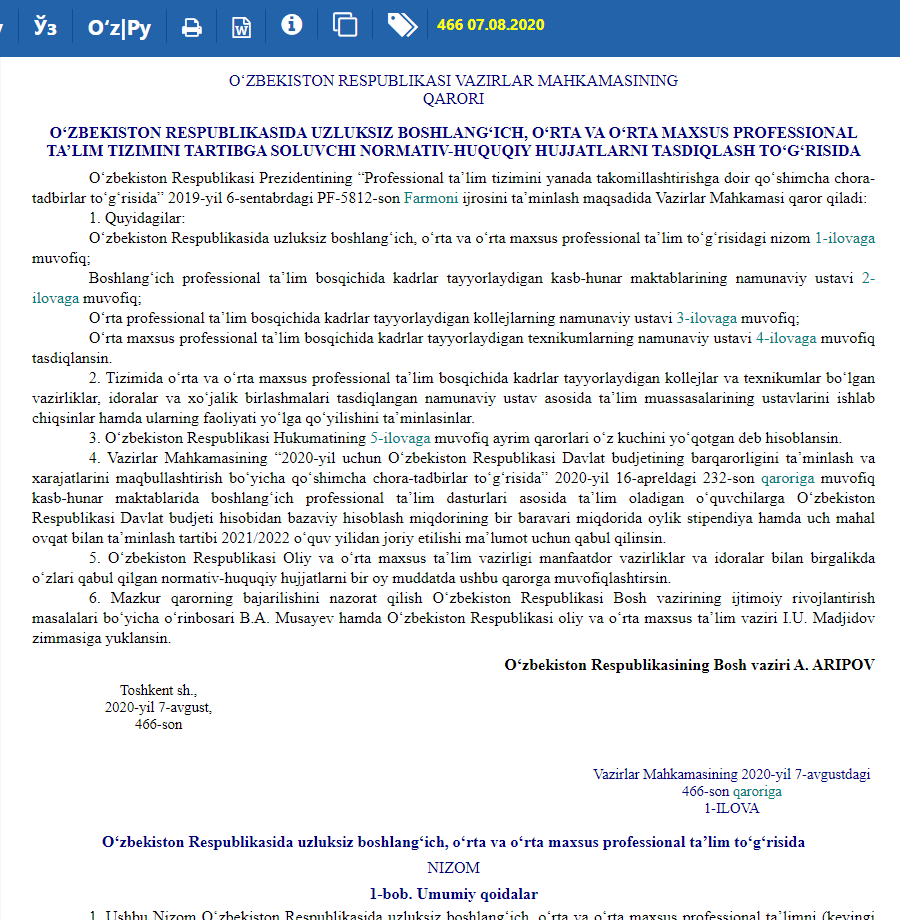 Ўз O‘z|Ру 466 07.08.2020
O‘ZBEKISTON RESPUBLIKASI VAZIRLAR MAHKAMASINING
QARORI
O‘ZBEKISTON RESPUBLIKASIDA UZLUKSIZ BOSHLANG‘ICH, O‘RTA VA O‘RTA MAXSUS PROFESSIONAL
TA’LIM TIZIMINI TARTIBGA SOLUVCHI NORMATIV-HUQUQIY HUJJATLARNI TASDIQLASH TO‘G‘RISIDA
O‘zbekiston Respublikasi Prezidentining “Professional ta’lim tizimini yanada takomillashtirishga doir qo‘shimcha chora-
tadbirlar to‘g‘risida” 2019-yil 6-sentabrdagi PF-5812-son Farmoni ijrosini ta’minlash maqsadida Vazirlar Mahkamasi qaror qiladi:
1. Quyidagilar:
O‘zbekiston Respublikasida uzluksiz boshlang‘ich, o‘rta va o‘rta maxsus professional ta’lim to‘g‘risidagi nizom 1-ilovaga
muvofiq;
Boshlang‘ich professional ta’lim bosqichida kadrlar tayyorlaydigan kasb-hunar maktablarining namunaviy ustavi 2-
ilovaga muvofiq;
O‘rta professional ta’lim bosqichida kadrlar tayyorlaydigan kollejlarning namunaviy ustavi 3-ilovaga muvofiq;
O‘rta maxsus professional ta’lim bosqichida kadrlar tayyorlaydigan texnikumlarning namunaviy ustavi 4-ilovaga muvofiq
tasdiqlansin.
2. Tizimida o‘rta va o‘rta maxsus professional ta’lim bosqichida kadrlar tayyorlaydigan kollejlar va texnikumlar bo‘lgan
vazirliklar, idoralar va xo‘jalik birlashmalari tasdiqlangan namunaviy ustav asosida ta’lim muassasalarining ustavlarini ishlab
chiqsinlar hamda ularning faoliyati yo‘lga qo‘yilishini ta’minlasinlar.
3. O‘zbekiston Respublikasi Hukumatining 5-ilovaga muvofiq ayrim qarorlari o‘z kuchini yo‘qotgan deb hisoblansin.
4. Vazirlar Mahkamasining “2020-yil uchun O‘zbekiston Respublikasi Davlat budjetining barqarorligini ta’minlash va
xarajatlarini maqbullashtirish bo‘yicha qo‘shimcha chora-tadbirlar to‘g‘risida” 2020-yil 16-apreldagi 232-son qaroriga muvofiq
kasb-hunar maktablarida boshlang‘ich professional ta’lim dasturlari asosida ta’lim oladigan o‘quvchilarga O‘zbekiston
Respublikasi Davlat budjeti hisobidan bazaviy hisoblash miqdorining bir baravari miqdorida oylik stipendiya hamda uch mahal
ovqat bilan ta’minlash tartibi 2021/2022 o‘quv yilidan joriy etilishi ma’lumot uchun qabul qilinsin.
5. O‘zbekiston Respublikasi Oliy va o‘rta maxsus ta’lim vazirligi manfaatdor vazirliklar va idoralar bilan birgalikda
o‘zlari qabul qilgan normativ-huquqiy hujjatlarni bir oy muddatda ushbu qarorga muvofiqlashtirsin.
6. Mazkur qarorning bajarilishini nazorat qilish O‘zbekiston Respublikasi Bosh vazirining ijtimoiy rivojlantirish
masalalari bo‘yicha o‘rinbosari B.A. Musayev hamda O‘zbekiston Respublikasi oliy va o‘rta maxsus ta’lim vaziri I.U. Madjidov
zimmasiga yuklansin.
O‘zbekiston Respublikasining Bosh vaziri A. ARIPOV
Toshkent sh.,
2020-yil 7-avgust,
466-son
Vazirlar Mahkamasining 2020-yil 7-avgustdagi
466-son qaroriga
1-ILOVA
O‘zbekiston Respublikasida uzluksiz boshlang‘ich, o‘rta va o‘rta maxsus professional ta’lim to‘g‘risida
NIZOM
1-bob. Umumiy qoidalar
1. Ushbu Nizom O‘zbekiston Respublikasida uzluksiz boshlang‘ich, o‘rta va o‘rta maxsus professional ta’limni (keyingi